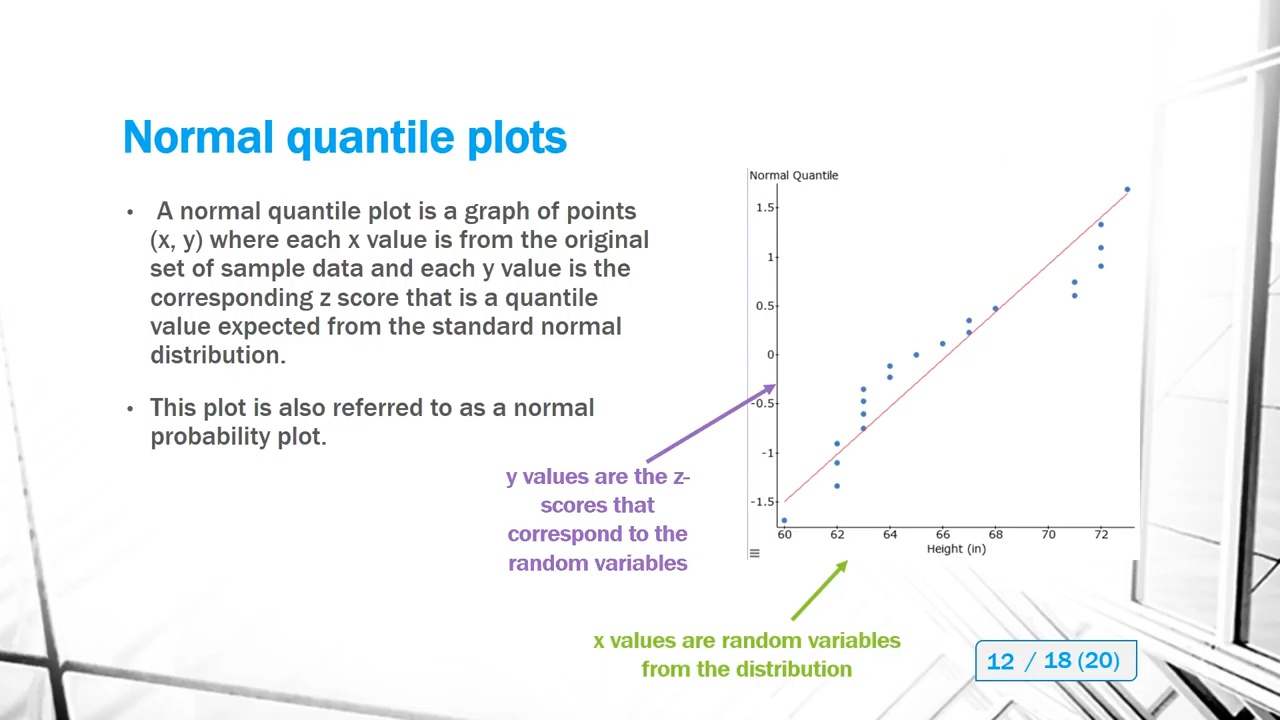 Normal quantile plots
• A normal quantile plot is a graph of points
(x, y) where each x value is from the original
set of sample data and each y value is the
corresponding z score that is a quantile
value expected from the standard normal
distribution.
• This plot is also referred to as a normal
probability plot.
y values are the z-
scores that
correspond to the
random variables
Normal Quantile
1.5
1
0.5
0
-0.5
-1
-1.5
60 62 64 66 68 70 72
Height (in)
x values are random variables
from the distribution
12 / 18 (20)